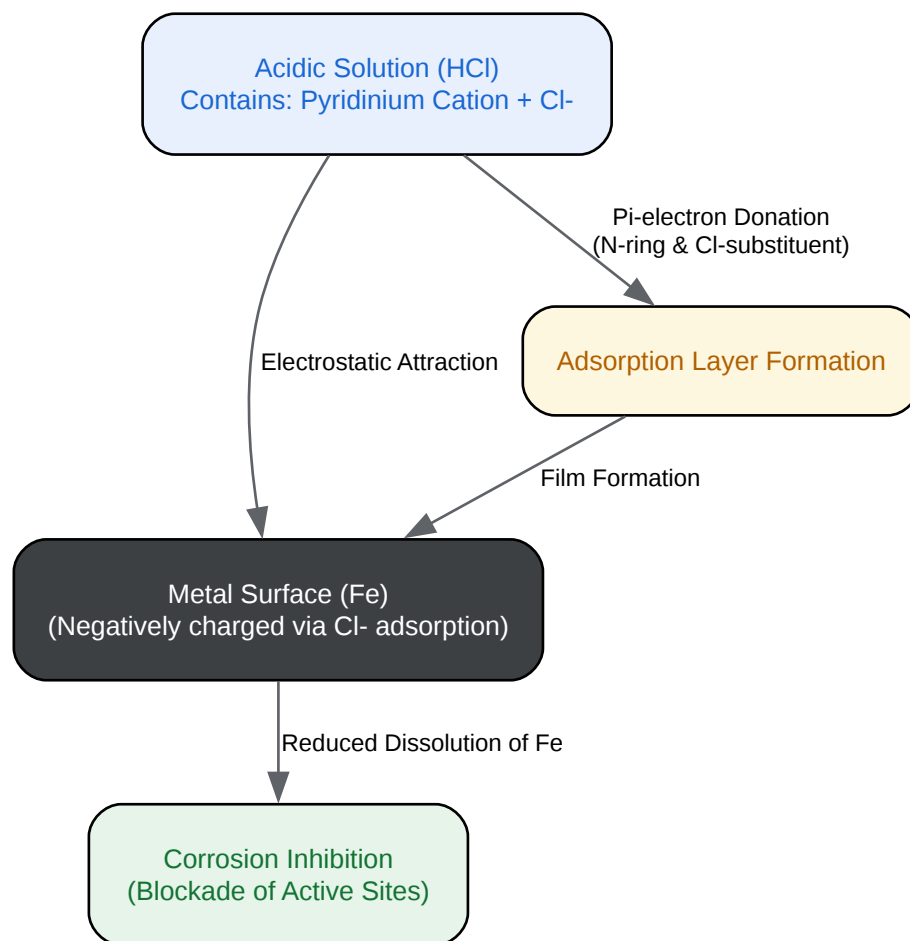 Acidic Solution (HCl)
Contains: Pyridinium Cation + Cl-
Pi-electron Donation
(N-ring & Cl-substituent)
Electrostatic Attraction
Adsorption Layer Formation
Film Formation
Metal Surface (Fe)
(Negatively charged via Cl- adsorption)
Reduced Dissolution of Fe
Corrosion Inhibition
(Blockade of Active Sites)